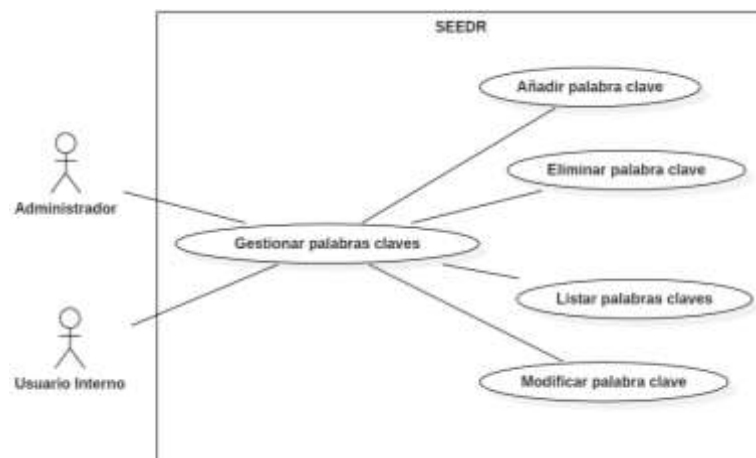 SEEDR
Añadir palabra clave
Eliminar palabra clave
Administrador
Gestionar palabras claves
Listar palabras claves
Usuario Interno
Modificar palabra clave